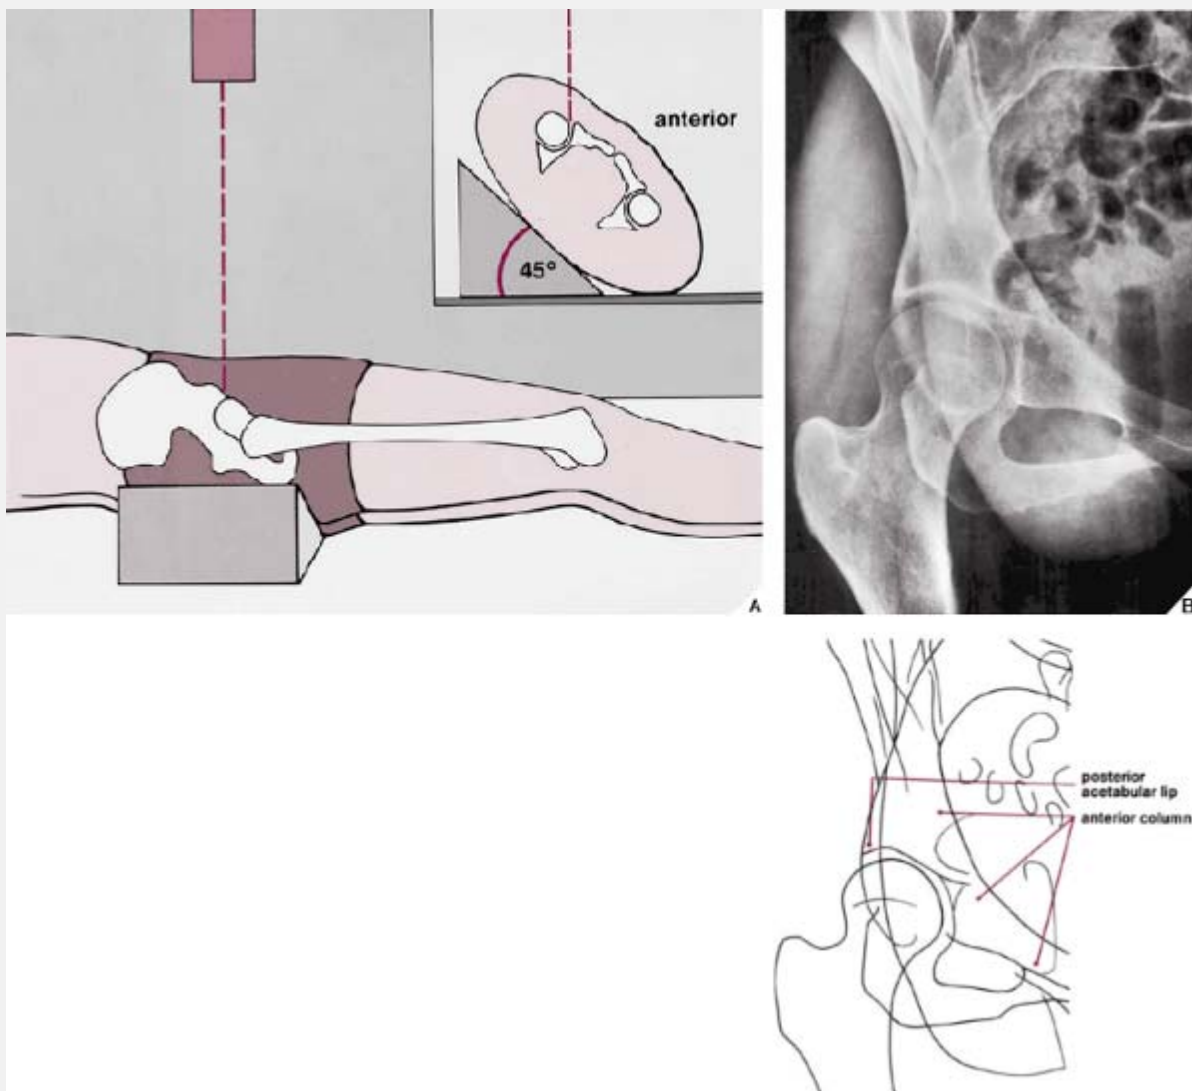 anterior
45°
A
B
posterior
acetabular lip
anterior column